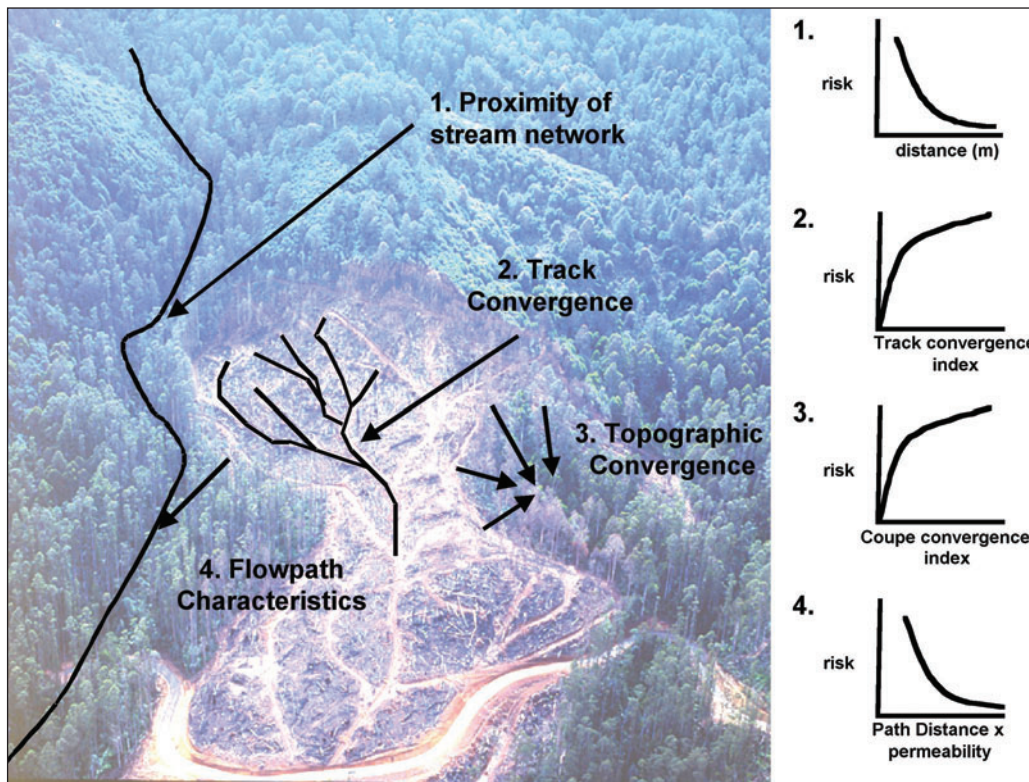 1. Proximity of
stream network
2. Track
Convergence
3. Topographic
Convergence
4. Flowpath
Characteristics
1.
risk
distance (m)
2.
risk
Track convergence
index
3.
risk
Coupe convergence
index
4.
risk
Path Distance x
permeability